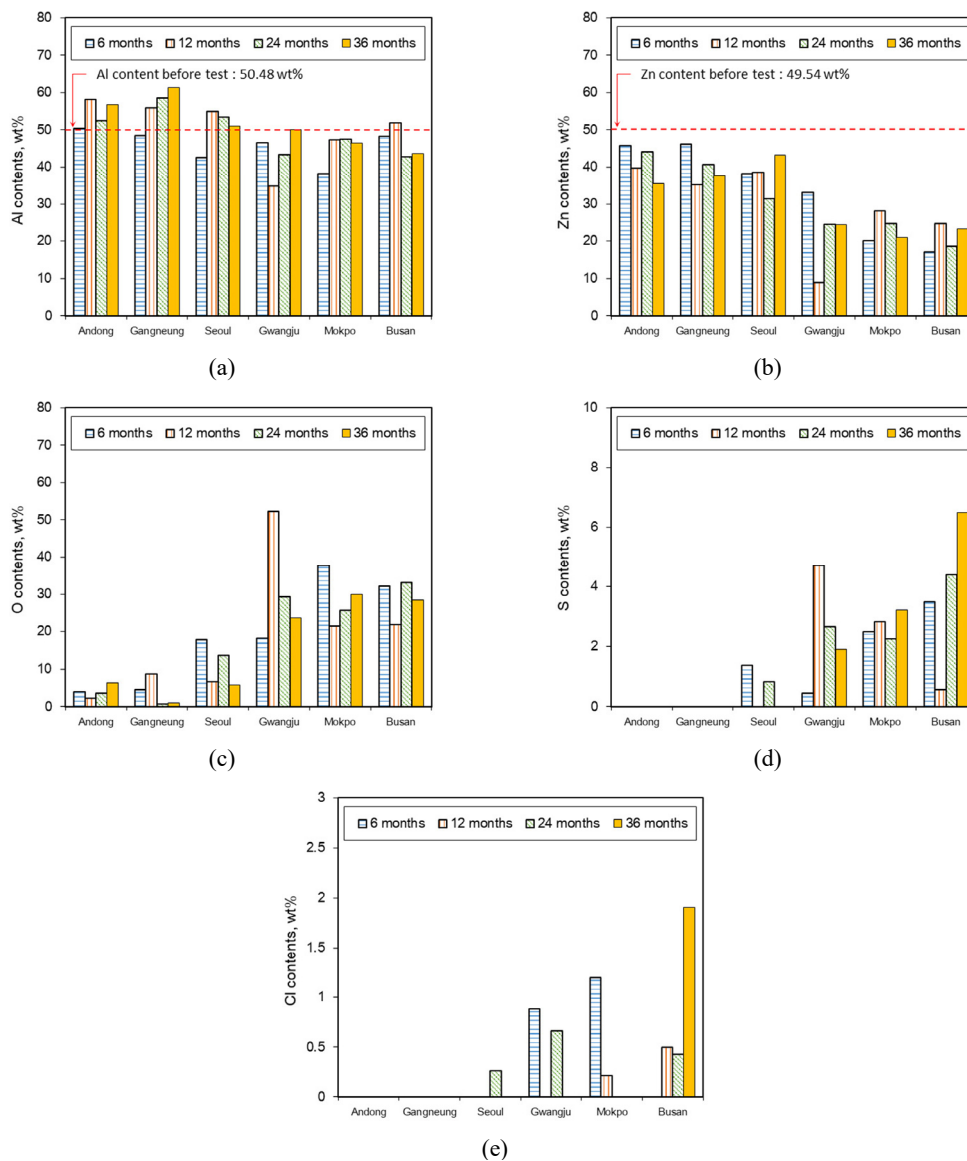 80
70
60
50
40
30
20
10
0
Al contents, wt%
6 months 12 months 24 months 36 months
Al content before test : 50.48 wt%
Andong Gangneung Seoul Gwangju Mokpo Busan
(a)
80
70
60
50
40
30
20
10
0
Zn contents, wt%
6 months 12 months 24 months 36 months
Zn content before test : 49.54 wt%
Andong Gangneung Seoul Gwangju Mokpo Busan
(b)
80
70
60
50
40
30
20
10
0
O contents, wt%
6 months 12 months 24 months 36 months
Andong Gangneung Seoul Gwangju Mokpo Busan
(c)
10
8
6
4
2
0
S contents, wt%
6 months 12 months 24 months 36 months
Andong Gangneung Seoul Gwangju Mokpo Busan
(d)
3
2.5
2
1.5
1
0.5
0
Cl contents, wt%
6 months 12 months 24 months 36 months
Andong Gangneung Seoul Gwangju Mokpo Busan
(e)